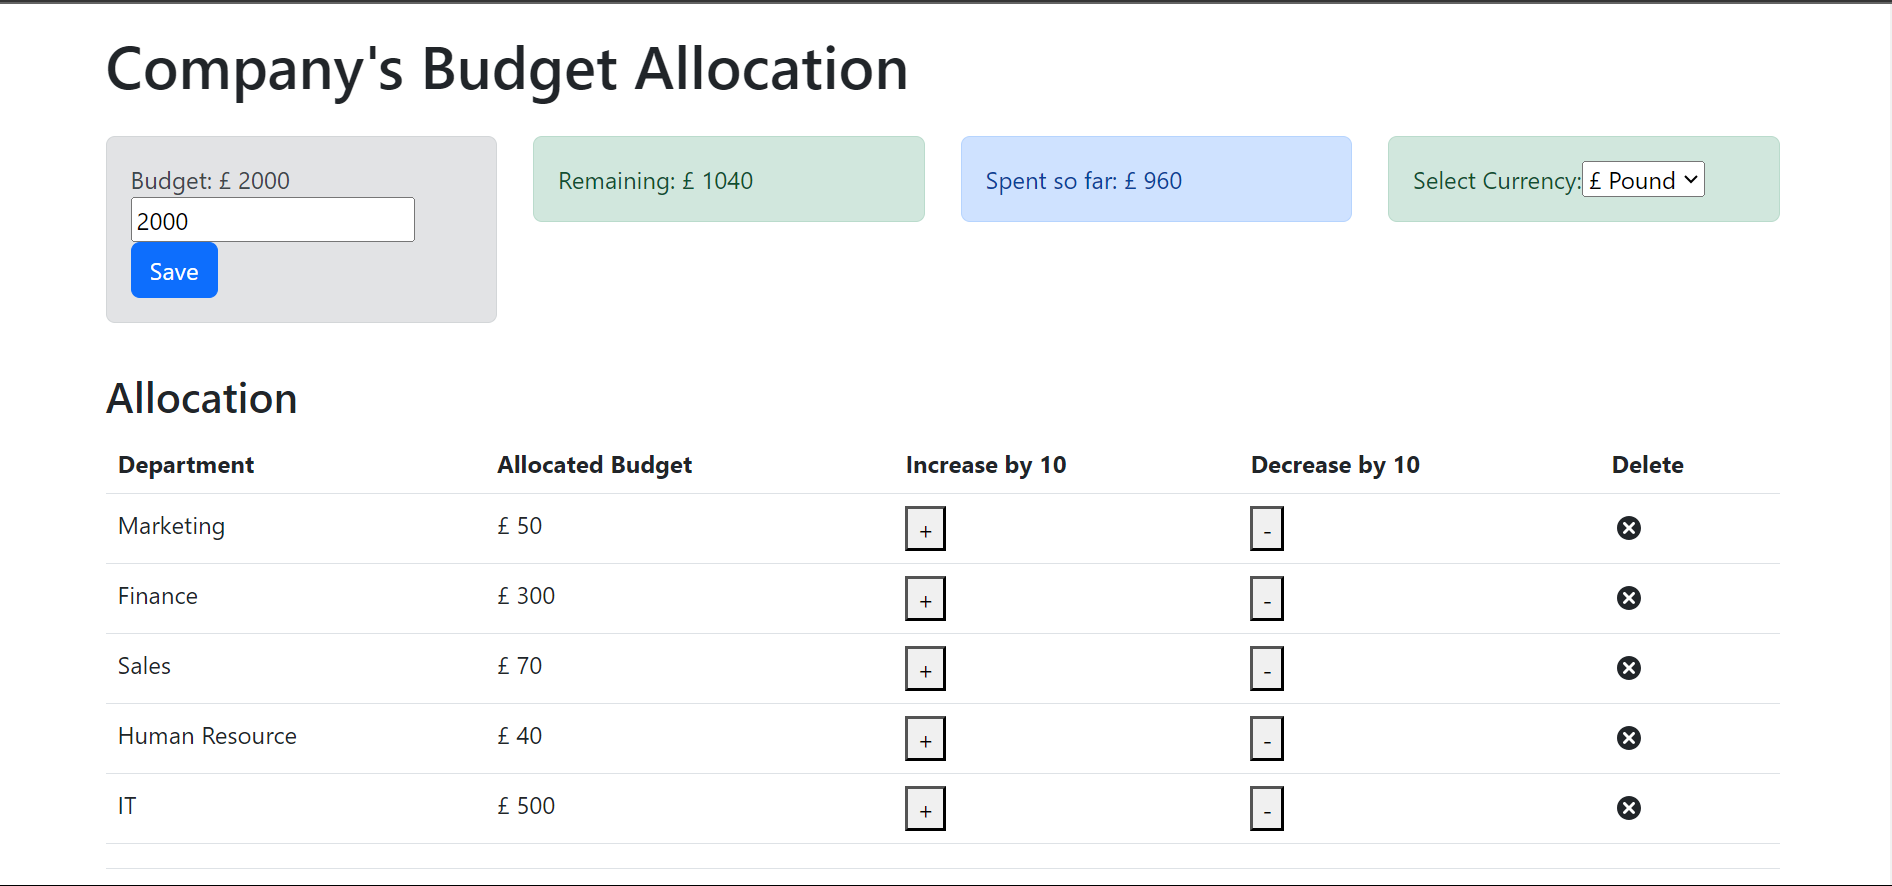 Company's Budget Allocation
Budget: £ 2000
2000
Save
Remaining: £ 1040
Spent so far: £ 960
Select Currency: £ Pound
Allocation
Department Allocated Budget Increase by 10 Decrease by 10 Delete
Marketing £ 50 + -
Finance £ 300 + -
Sales £ 70 + -
Human Resource £ 40 + -
IT £ 500 + -